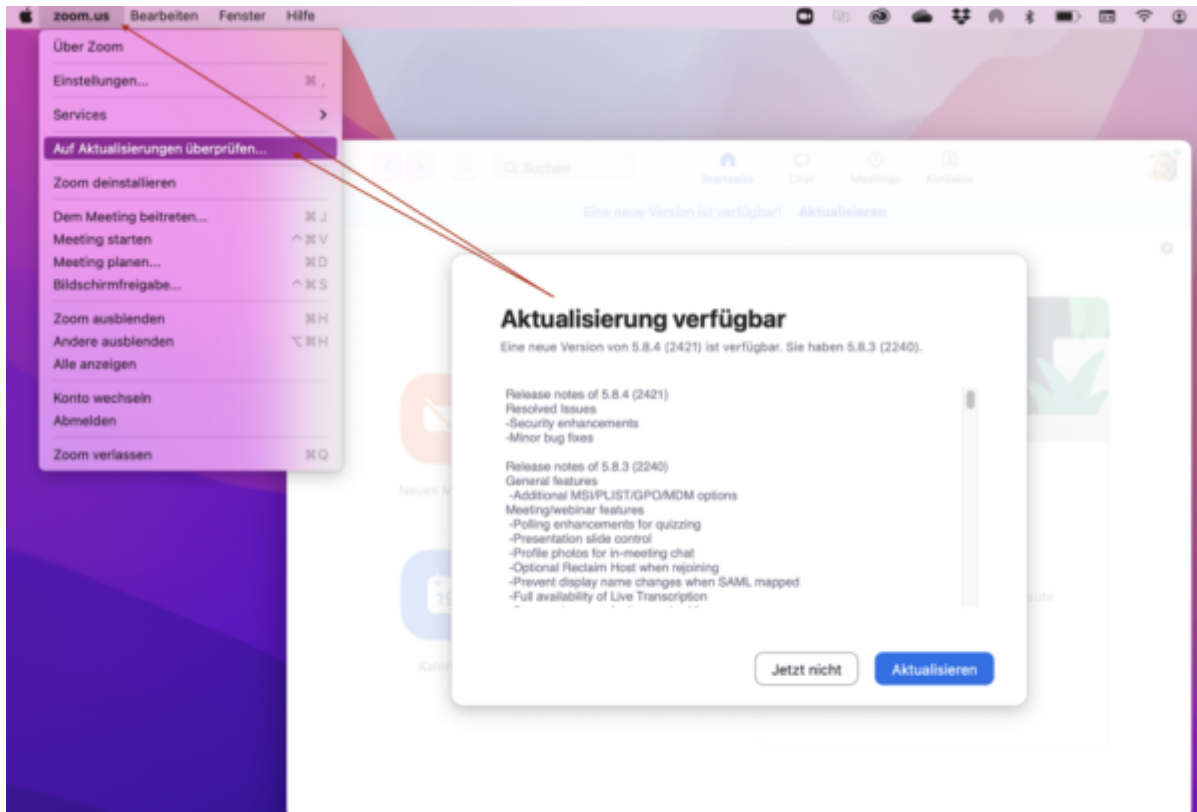 zoom.us Bearbeiten Fenster Hilfe
Über Zoom
Einstellungen... ⌘ ,
Services >
Auf Aktualisierungen überprüfen...
Zoom deinstallieren
Dem Meeting beitreten... ⌘ J
Meeting starten ^ ⌘ V
Meeting planen... ⌘ D
Bildschirmfreigabe... ^ ⌘ S
Zoom ausblenden ⌘ H
Andere ausblenden ⌥ ⌘ H
Alle anzeigen
Konto wechseln
Abmelden
Zoom verlassen ⌘ Q
Suchen
Startseite Chat Meetings Kontakte
Eine neue Version ist verfügbar! Aktualisieren
Aktualisierung verfügbar
Eine neue Version von 5.8.4 (2421) ist verfügbar. Sie haben 5.8.3 (2240).
Release notes of 5.8.4 (2421)
Resolved Issues
-Security enhancements
-Minor bug fixes
Release notes of 5.8.3 (2240)
General features
-Additional MSI/PLIST/GPO/MDM options
Meeting/webinar features
-Polling enhancements for quizzing
-Presentation slide control
-Profile photos for in-meeting chat
-Optional Reclaim Host when rejoining
-Prevent display name changes when SAML mapped
-Full availability of Live Transcription
Neues
19
Jetzt nicht Aktualisieren